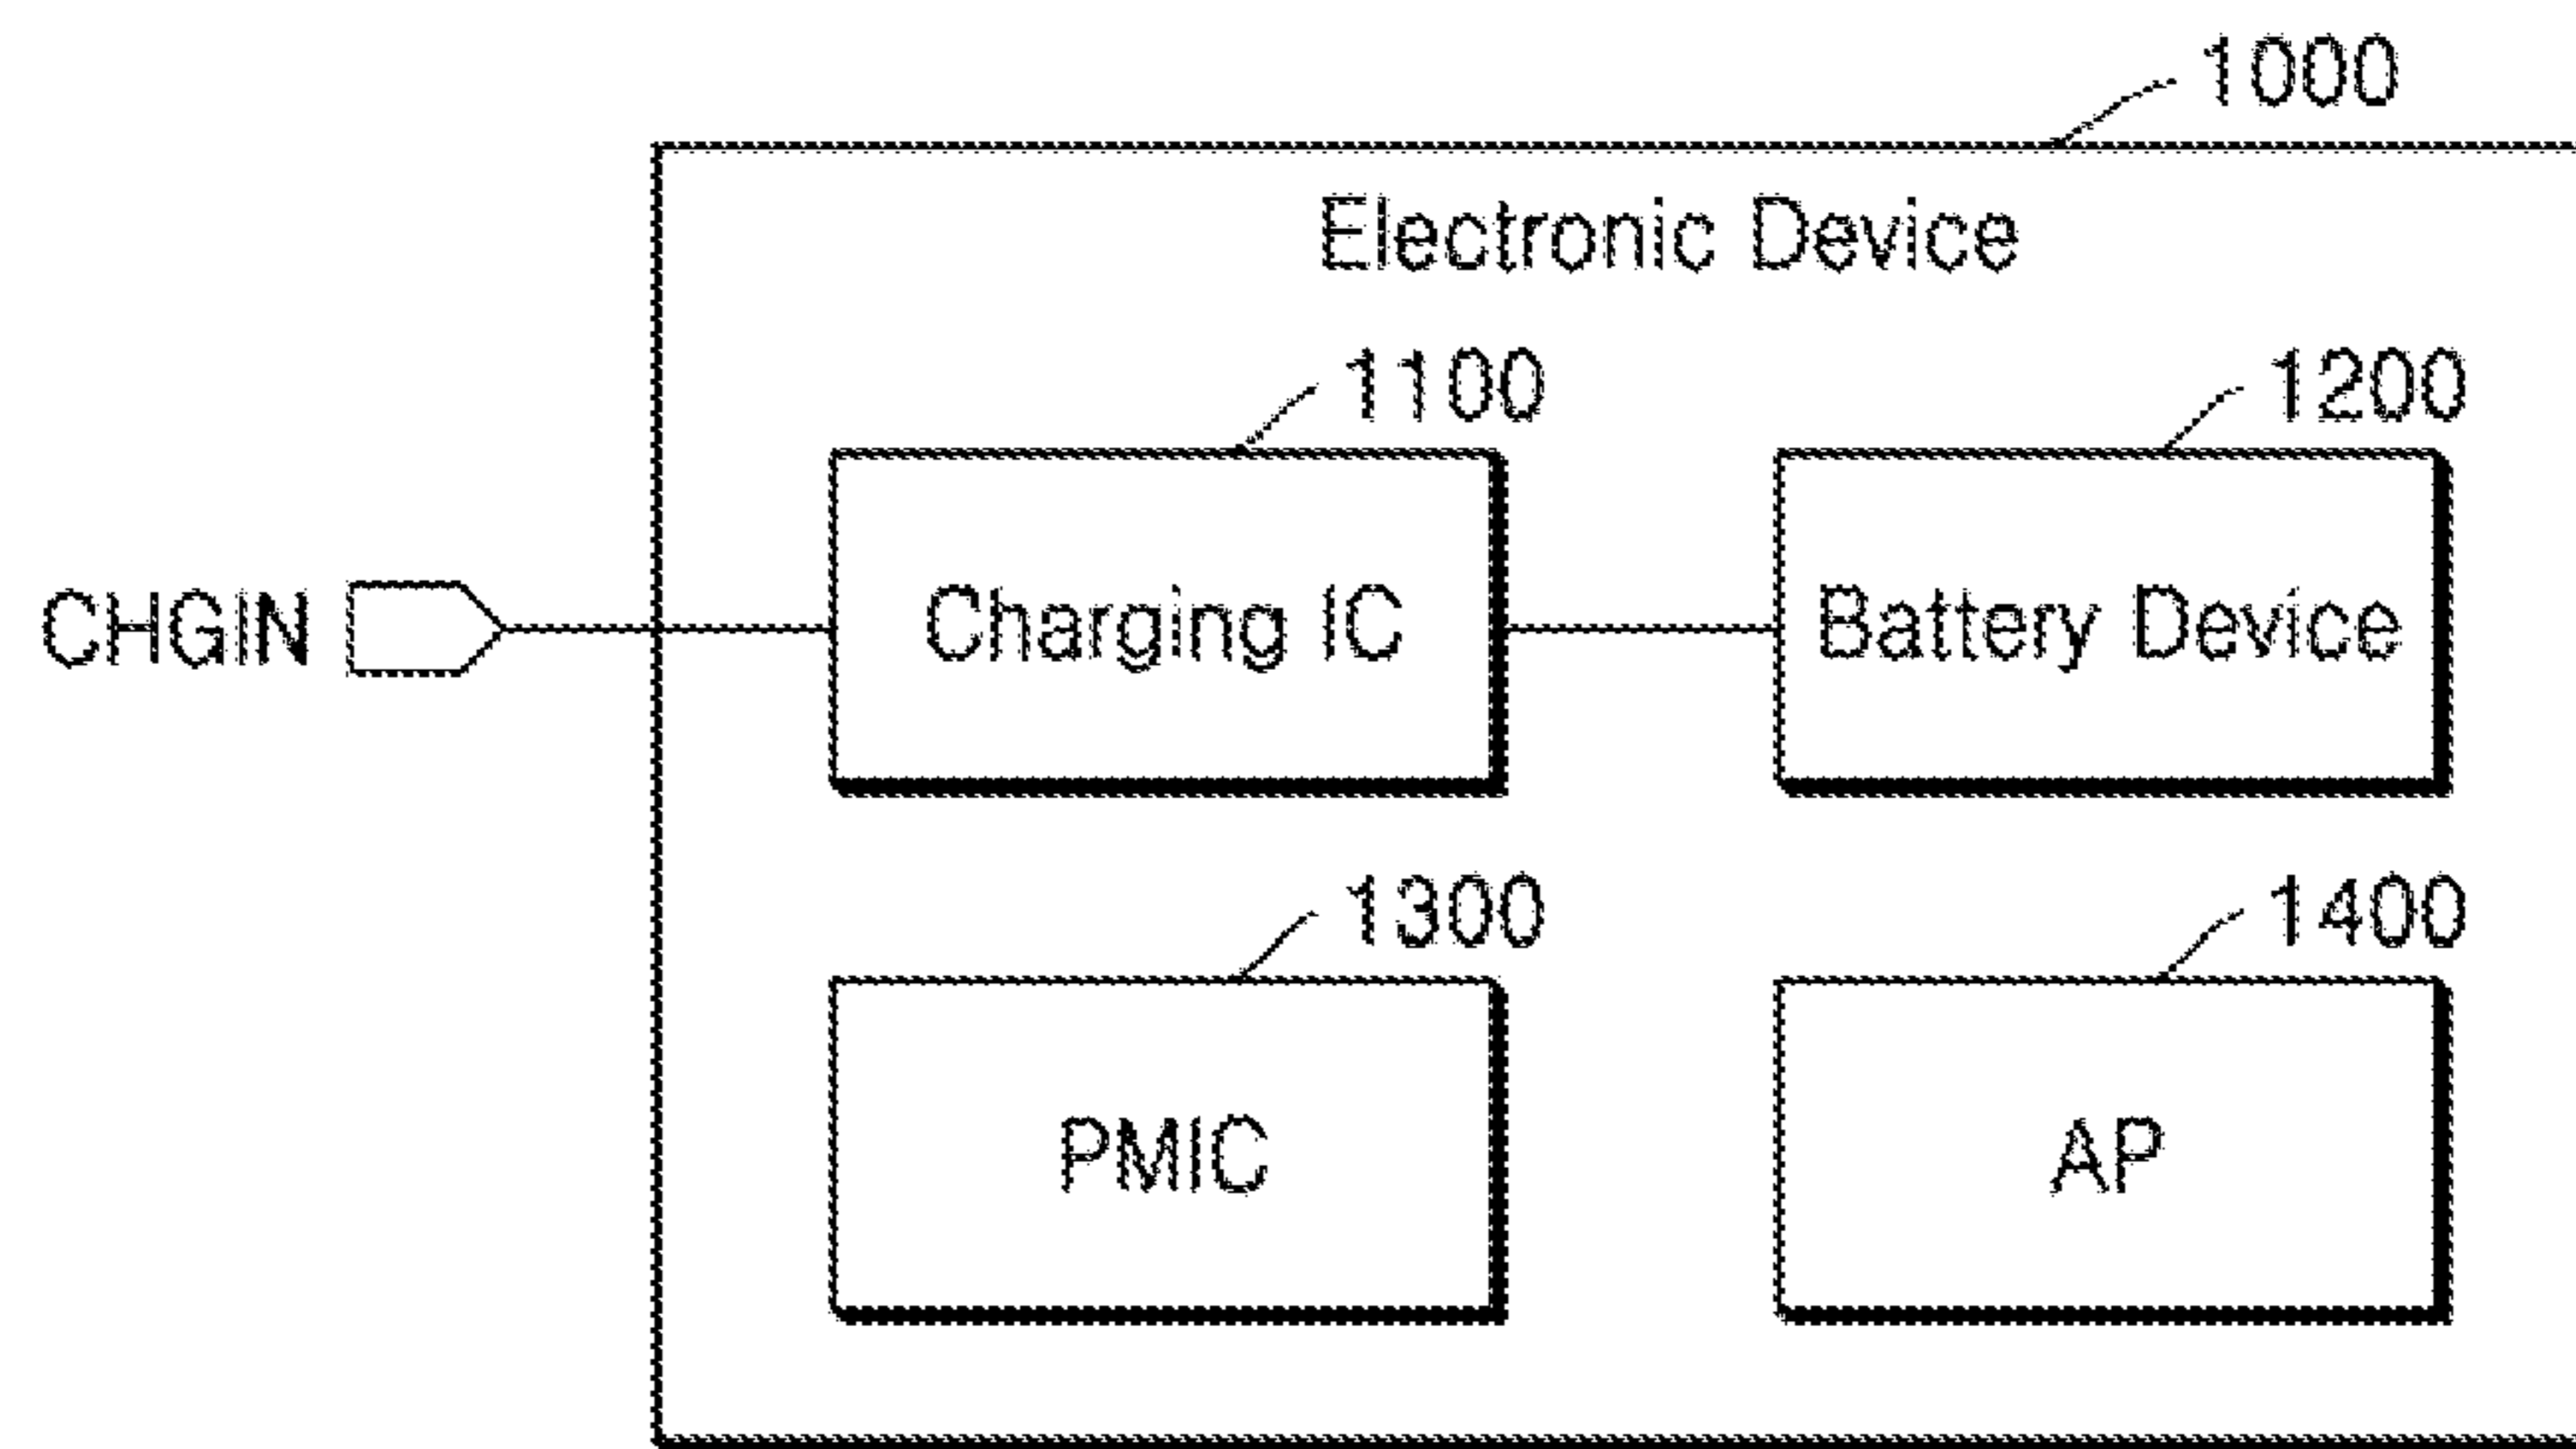 1000
Electronic Device
1100
1200
CHGIN
Charging IC
Battery Device
1300
1400
PMIC
AP